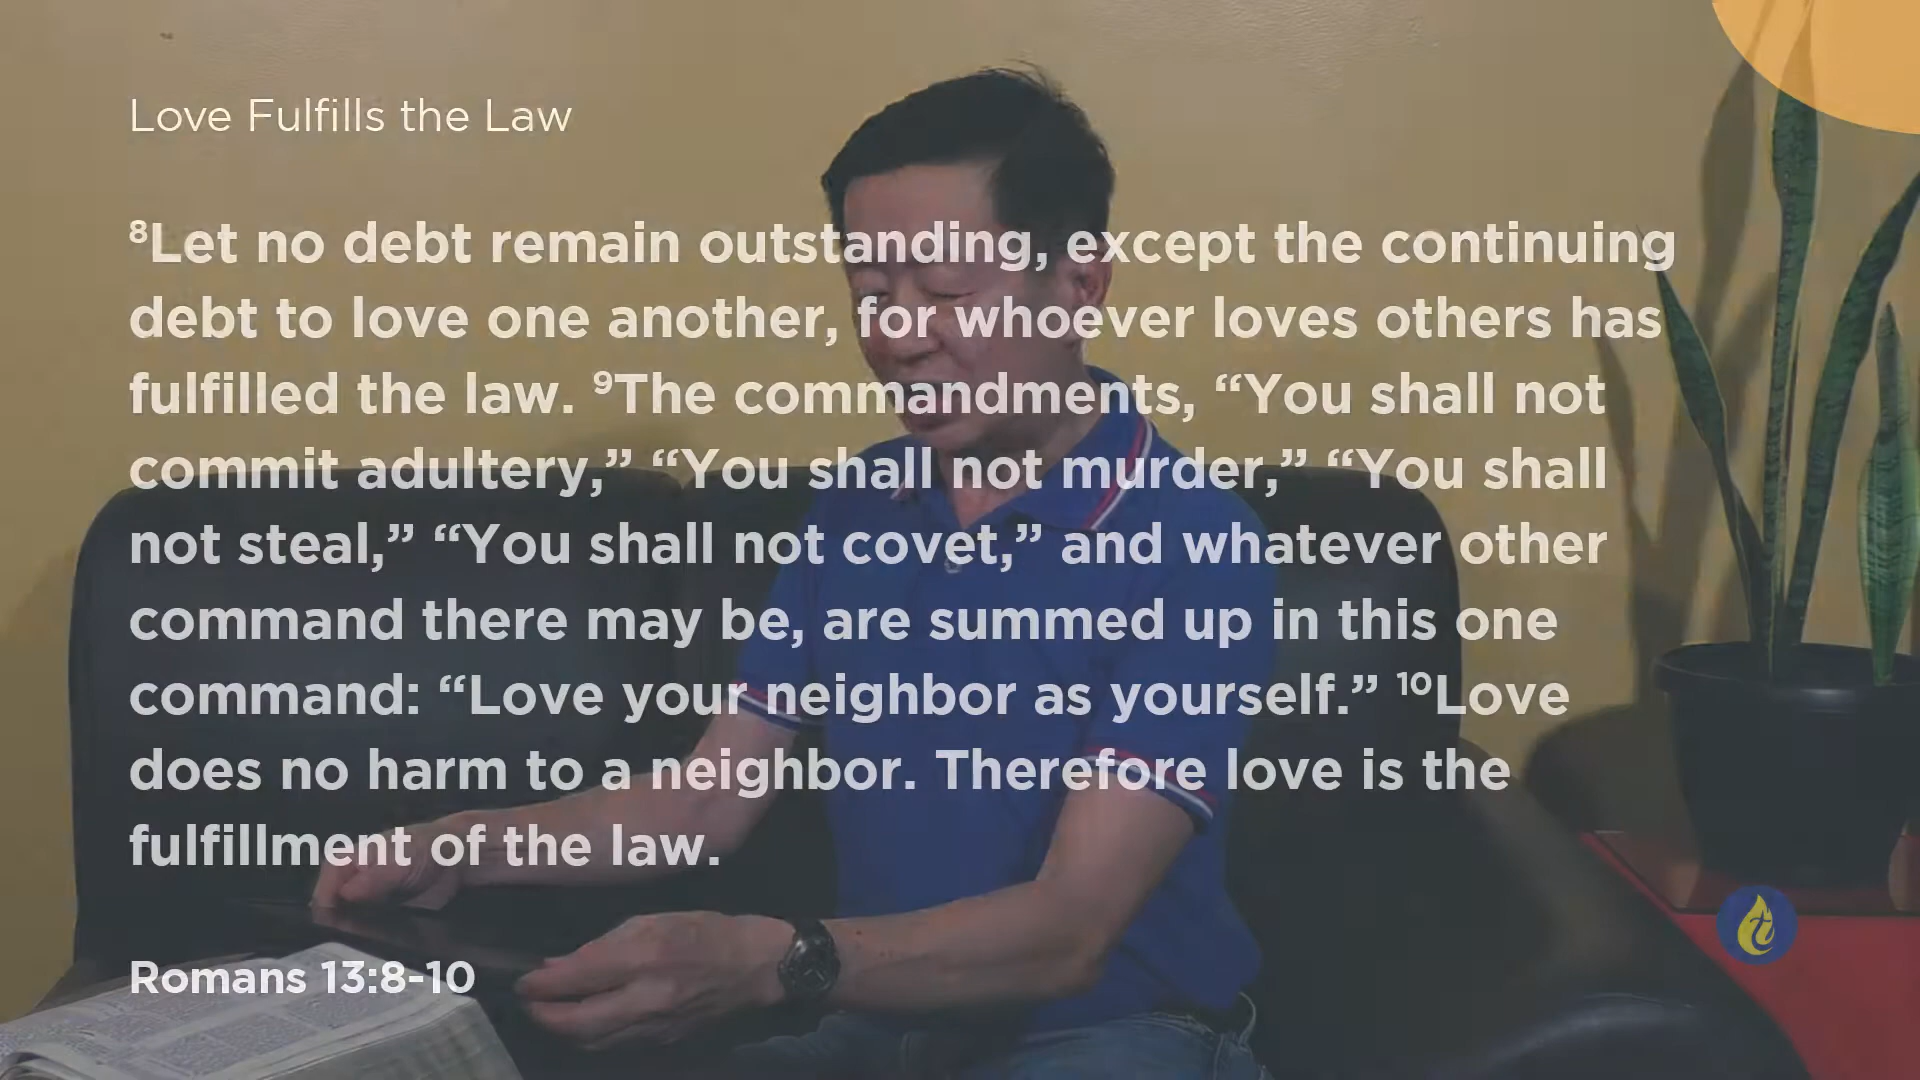 Love Fulfills the Law
⁸Let no debt remain outstanding, except the continuing
debt to love one another, for whoever loves others has
fulfilled the law. ⁹The commandments, “You shall not
commit adultery,” “You shall not murder,” “You shall
not steal,” “You shall not covet,” and whatever other
command there may be, are summed up in this one
command: “Love your neighbor as yourself.” ¹⁰Love
does no harm to a neighbor. Therefore love is the
fulfillment of the law.
Romans 13:8-10